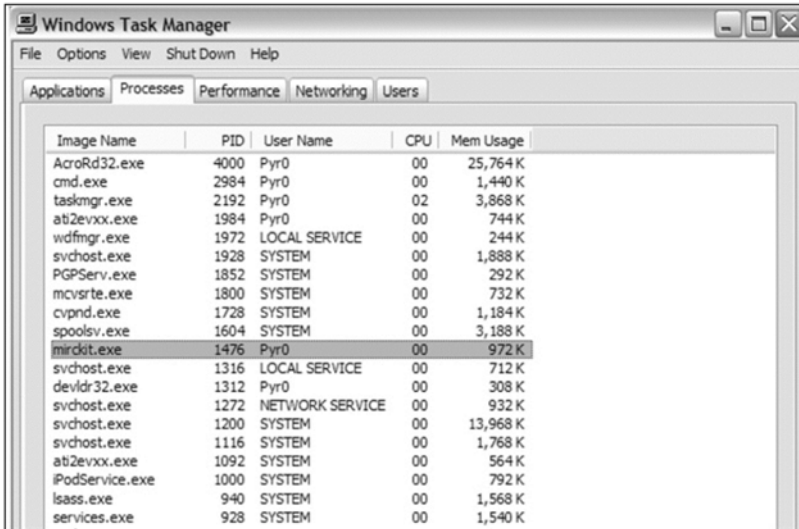 Windows Task Manager
File Options View Shut Down Help
Applications Processes Performance Networking Users
Image Name PID User Name CPU Mem Usage
AcroRd32.exe 4000 Pyr0 00 25,764 K
cmd.exe 2984 Pyr0 00 1,440 K
taskmgr.exe 2192 Pyr0 02 3,868 K
ati2evxx.exe 1984 Pyr0 00 744 K
wdfmgr.exe 1972 LOCAL SERVICE 00 244 K
svchost.exe 1928 SYSTEM 00 1,888 K
PGPServ.exe 1852 SYSTEM 00 292 K
mcvsrte.exe 1800 SYSTEM 00 732 K
cvpnd.exe 1728 SYSTEM 00 1,184 K
spoolsv.exe 1604 SYSTEM 00 3,188 K
mirckit.exe 1476 Pyr0 00 972 K
svchost.exe 1316 LOCAL SERVICE 00 712 K
devldr32.exe 1312 Pyr0 00 308 K
svchost.exe 1272 NETWORK SERVICE 00 932 K
svchost.exe 1200 SYSTEM 00 13,968 K
svchost.exe 1116 SYSTEM 00 1,768 K
ati2evxx.exe 1092 SYSTEM 00 564 K
iPodService.exe 1000 SYSTEM 00 792 K
lsass.exe 940 SYSTEM 00 1,568 K
services.exe 928 SYSTEM 00 1,540 K